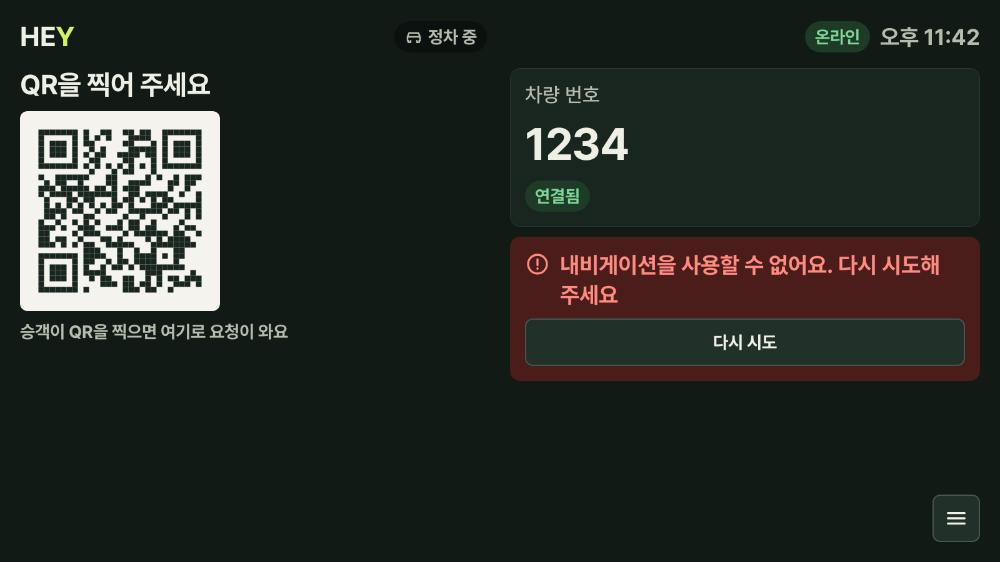 HEY
정차 중
온라인 오후 11:42
QR을 찍어 주세요
승객이 QR을 찍으면 여기로 요청이 와요
차량 번호
1234
연결됨
내비게이션을 사용할 수 없어요. 다시 시도해
주세요
다시 시도